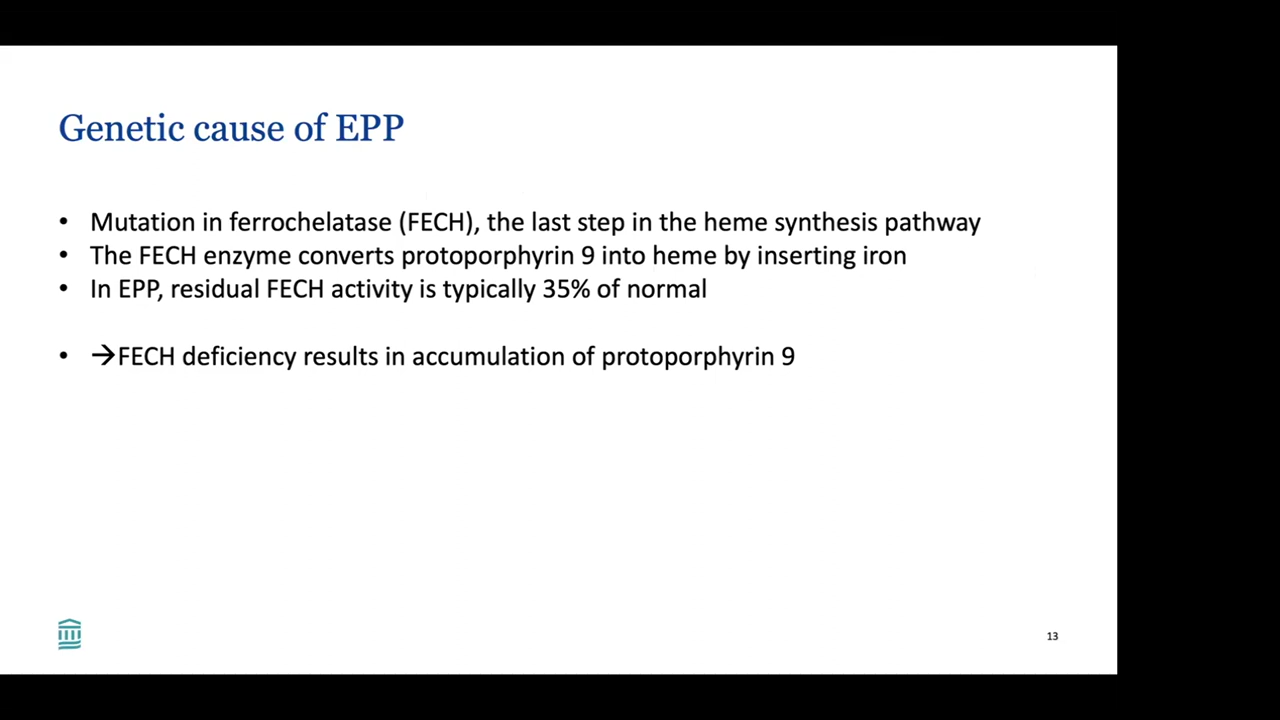 Genetic cause of EPP
• Mutation in ferrochelatase (FECH), the last step in the heme synthesis pathway
• The FECH enzyme converts protoporphyrin 9 into heme by inserting iron
• In EPP, residual FECH activity is typically 35% of normal
• →FECH deficiency results in accumulation of protoporphyrin 9
13